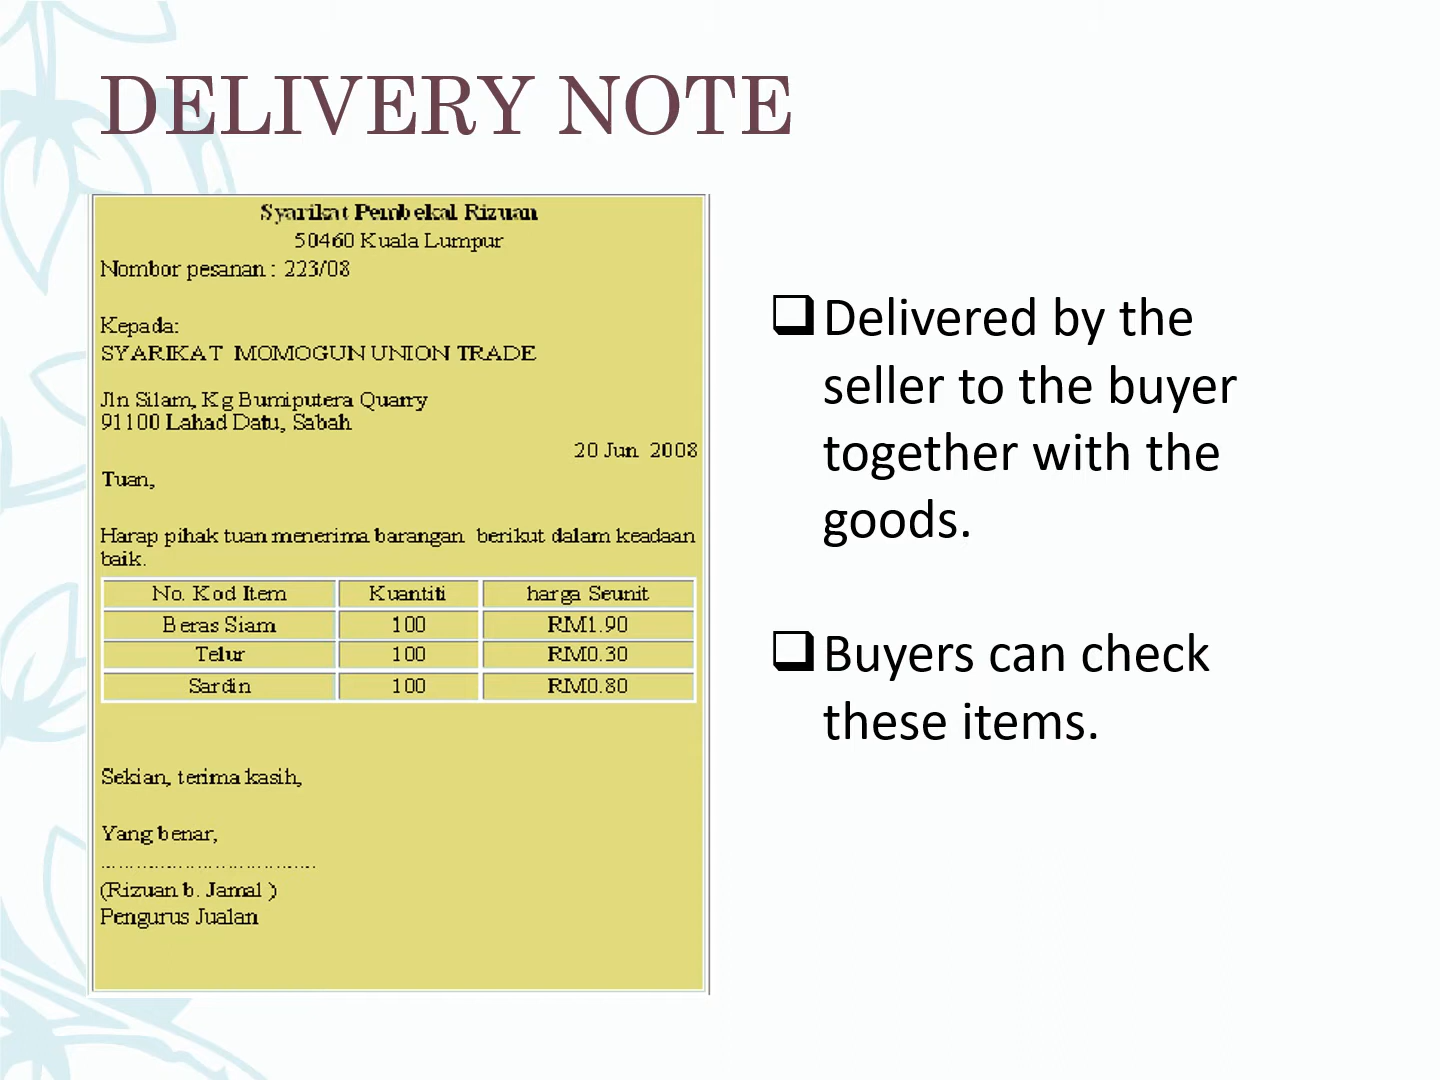 DELIVERY NOTE
Syarikat Pembekal Rizuan
50460 Kuala Lumpur
Nombor pesanan : 223/08
Kepada:
SYARIKAT MOMOGUN UNION TRADE
Jln Silam, Kg Bumiputera Quarry
91100 Lahad Datu, Sabah
20 Jun 2008
Tuan,
Harap pihak tuan menerima barangan berikut dalam keadaan
baik.
No. Kod Item Kuantiti harga Seunit
Beras Siam 100 RM1.90
Telur 100 RM0.30
Sardin 100 RM0.80
Sekian, terima kasih,
Yang benar,
.......................................
(Rizuan b. Jamal )
Pengurus Jualan
Delivered by the
seller to the buyer
together with the
goods.
Buyers can check
these items.